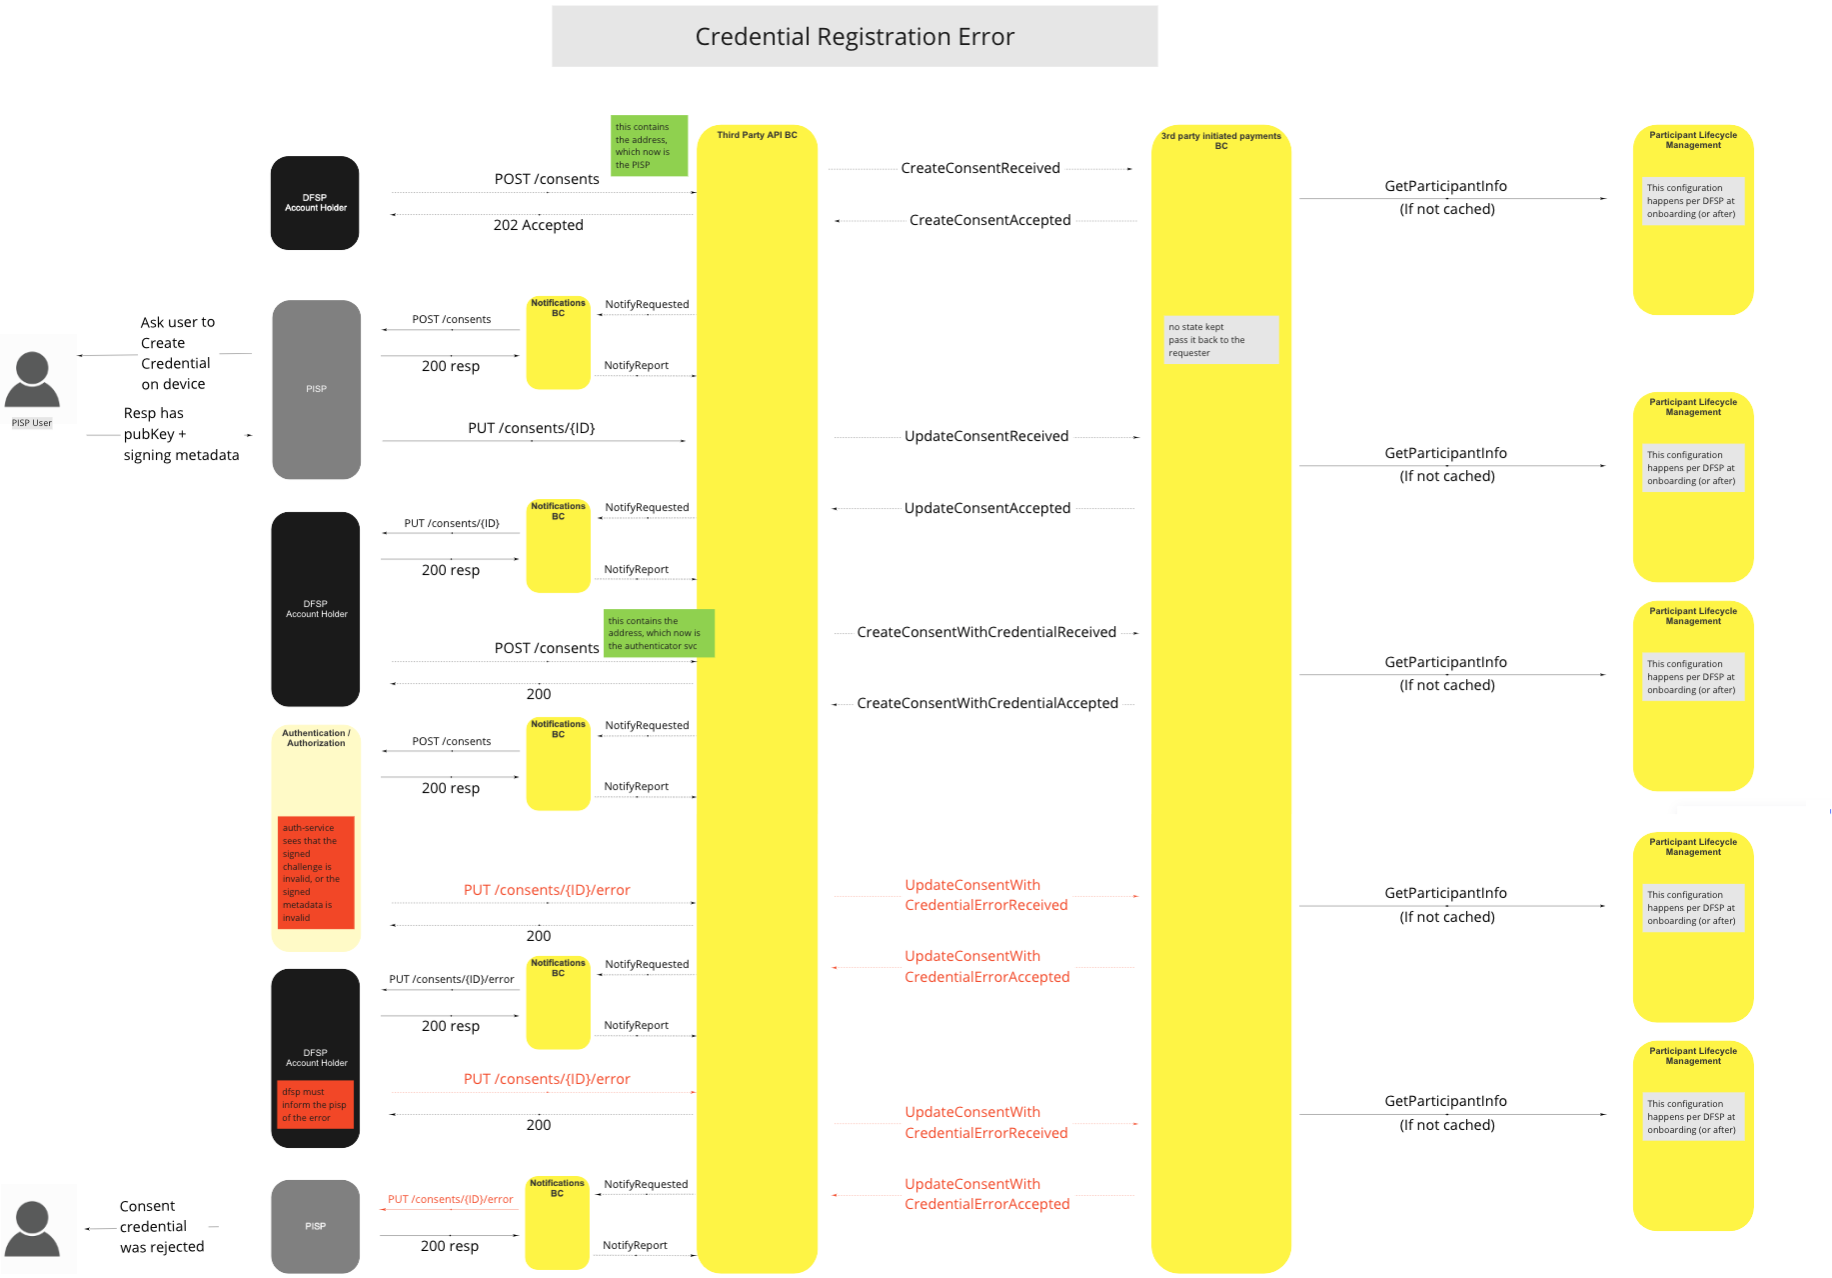 Credential Registration Error
this contains
the address,
which now is
the PISP
Third Party API BC
3rd party initiated payments
BC
Participant Lifecycle
Management
DFSP
Account Holder
POST /consents
202 Accepted
CreateConsentReceived
CreateConsentAccepted
GetParticipantInfo
(If not cached)
This configuration
happens per DFSP at
onboarding (or after)
Ask user to
Create
Credential
on device
PISP User
Resp has
pubKey +
signing metadata
PISP
POST /consents
200 resp
Notifications
BC
NotifyRequested
NotifyReport
no state kept
pass it back to the
requester
PUT /consents/{ID}
UpdateConsentReceived
UpdateConsentAccepted
GetParticipantInfo
(If not cached)
Participant Lifecycle
Management
This configuration
happens per DFSP at
onboarding (or after)
DFSP
Account Holder
PUT /consents/{ID}
200 resp
Notifications
BC
NotifyRequested
NotifyReport
this contains the
address, which now is
the authenticator svc
POST /consents
200
CreateConsentWithCredentialReceived
CreateConsentWithCredentialAccepted
GetParticipantInfo
(If not cached)
Participant Lifecycle
Management
This configuration
happens per DFSP at
onboarding (or after)
Authentication /
Authorization
POST /consents
200 resp
Notifications
BC
NotifyRequested
NotifyReport
auth-service
sees that the
signed
challenge is
invalid, or the
signed
metadata is
invalid
PUT /consents/{ID}/error
200
UpdateConsentWith
CredentialErrorReceived
UpdateConsentWith
CredentialErrorAccepted
GetParticipantInfo
(If not cached)
Participant Lifecycle
Management
This configuration
happens per DFSP at
onboarding (or after)
PUT /consents/{ID}/error
200 resp
Notifications
BC
NotifyRequested
NotifyReport
DFSP
Account Holder
dfsp must
inform the pisp
of the error
PUT /consents/{ID}/error
200
UpdateConsentWith
CredentialErrorReceived
UpdateConsentWith
CredentialErrorAccepted
GetParticipantInfo
(If not cached)
Participant Lifecycle
Management
This configuration
happens per DFSP at
onboarding (or after)
Consent
credential
was rejected
PISP
PUT /consents/{ID}/error
200 resp
Notifications
BC
NotifyRequested
NotifyReport